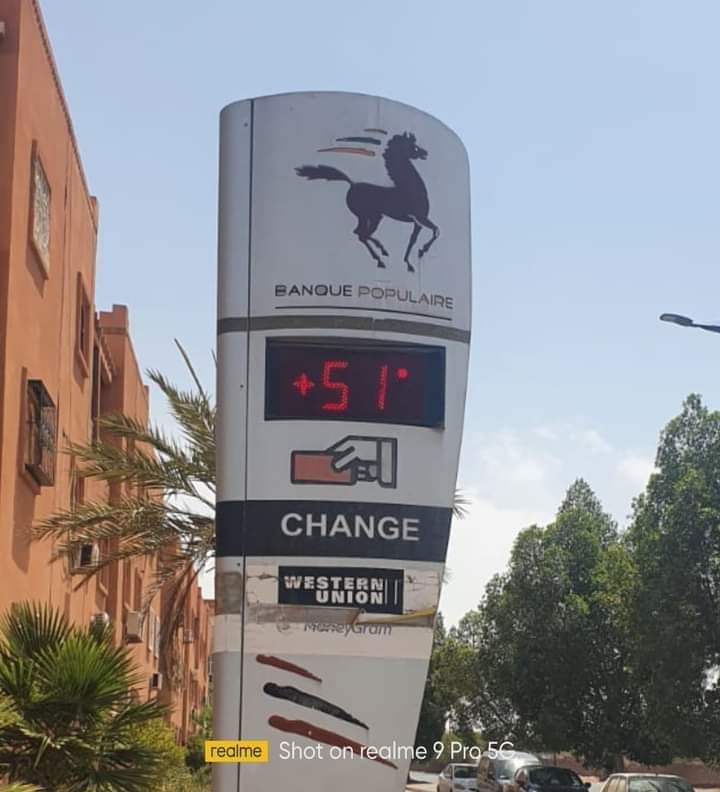 BANQUE POPULAIRE
+51°
CHANGE
WESTERN
UNION
MoneyGram
realme Shot on realme 9 Pro 5G